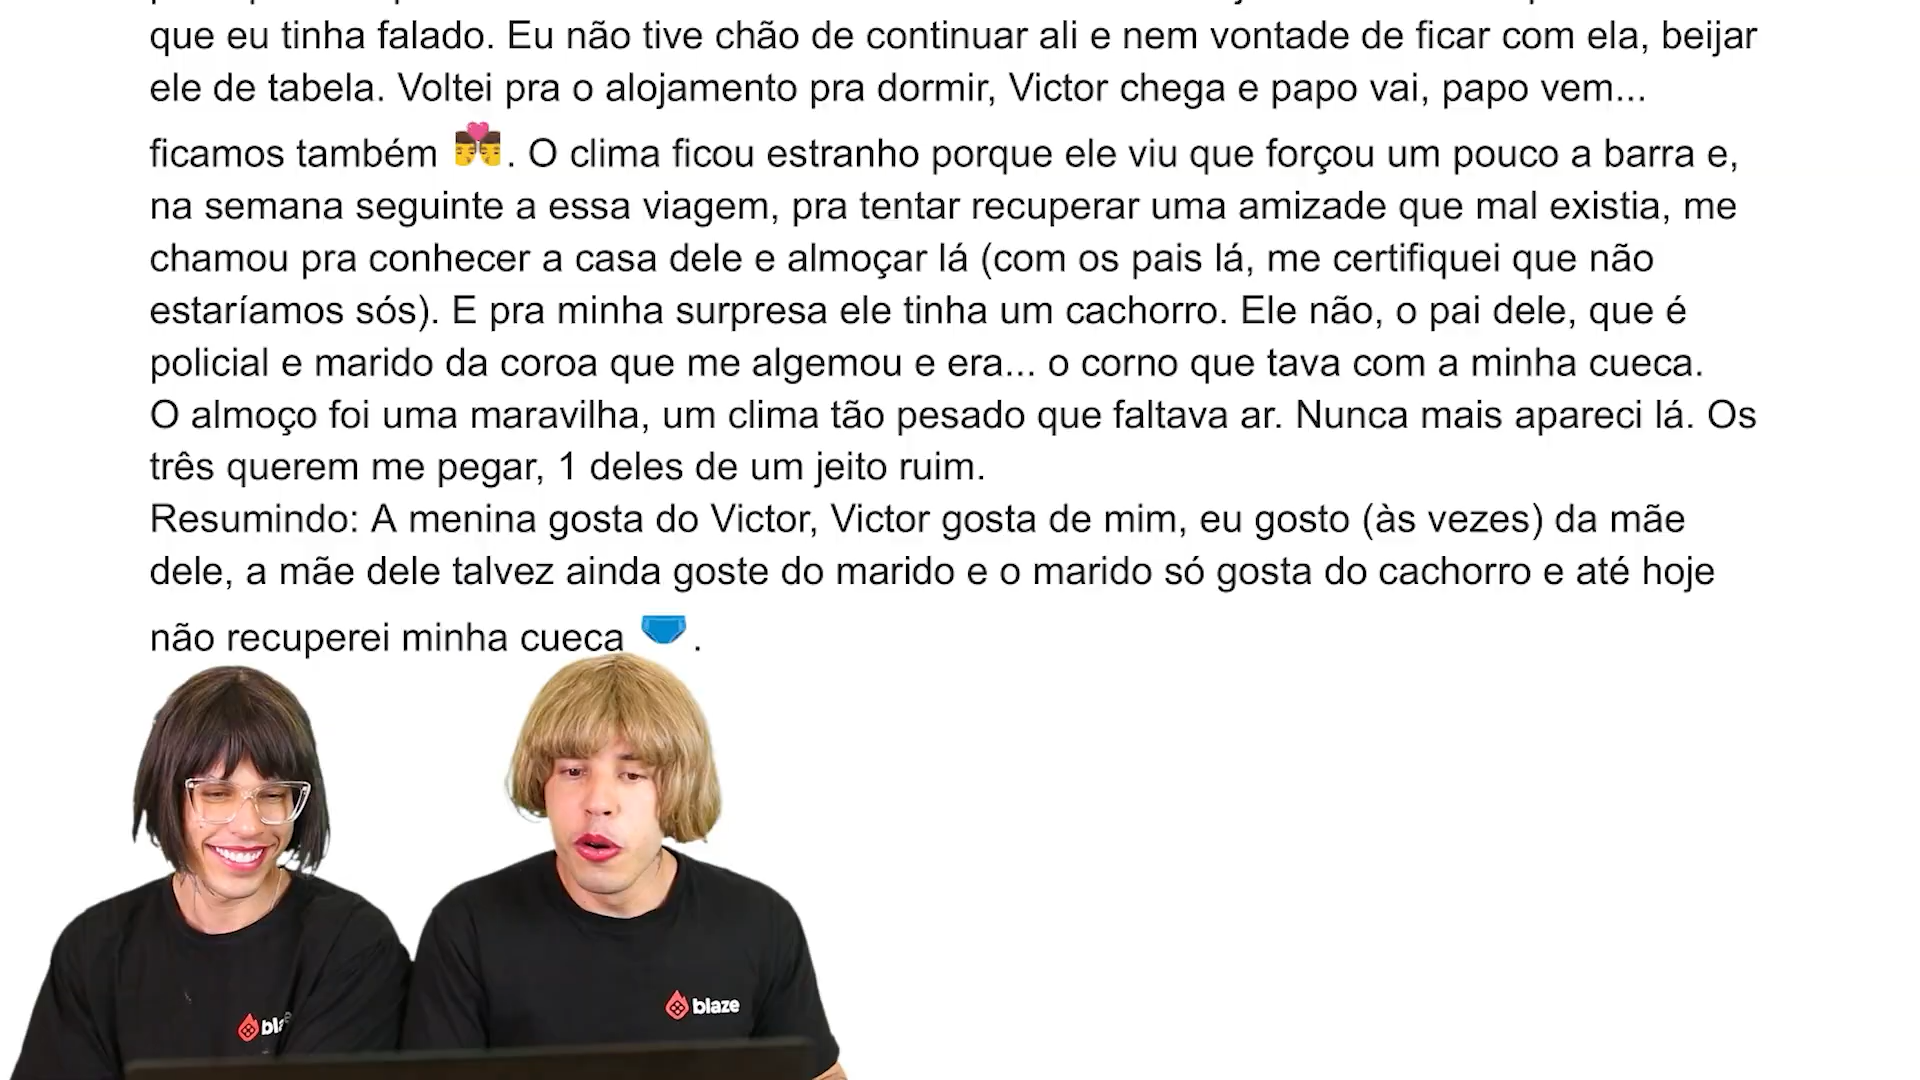 que eu tinha falado. Eu não tive chão de continuar ali e nem vontade de ficar com ela, beijar
ele de tabela. Voltei pra o alojamento pra dormir, Victor chega e papo vai, papo vem...
ficamos também 👨‍❤️‍💋‍👨. O clima ficou estranho porque ele viu que forçou um pouco a barra e,
na semana seguinte a essa viagem, pra tentar recuperar uma amizade que mal existia, me
chamou pra conhecer a casa dele e almoçar lá (com os pais lá, me certifiquei que não
estaríamos sós). E pra minha surpresa ele tinha um cachorro. Ele não, o pai dele, que é
policial e marido da coroa que me algemou e era... o corno que tava com a minha cueca.
O almoço foi uma maravilha, um clima tão pesado que faltava ar. Nunca mais apareci lá. Os
três querem me pegar, 1 deles de um jeito ruim.
Resumindo: A menina gosta do Victor, Victor gosta de mim, eu gosto (às vezes) da mãe
dele, a mãe dele talvez ainda goste do marido e o marido só gosta do cachorro e até hoje
não recuperei minha cueca 🩲.
blaze